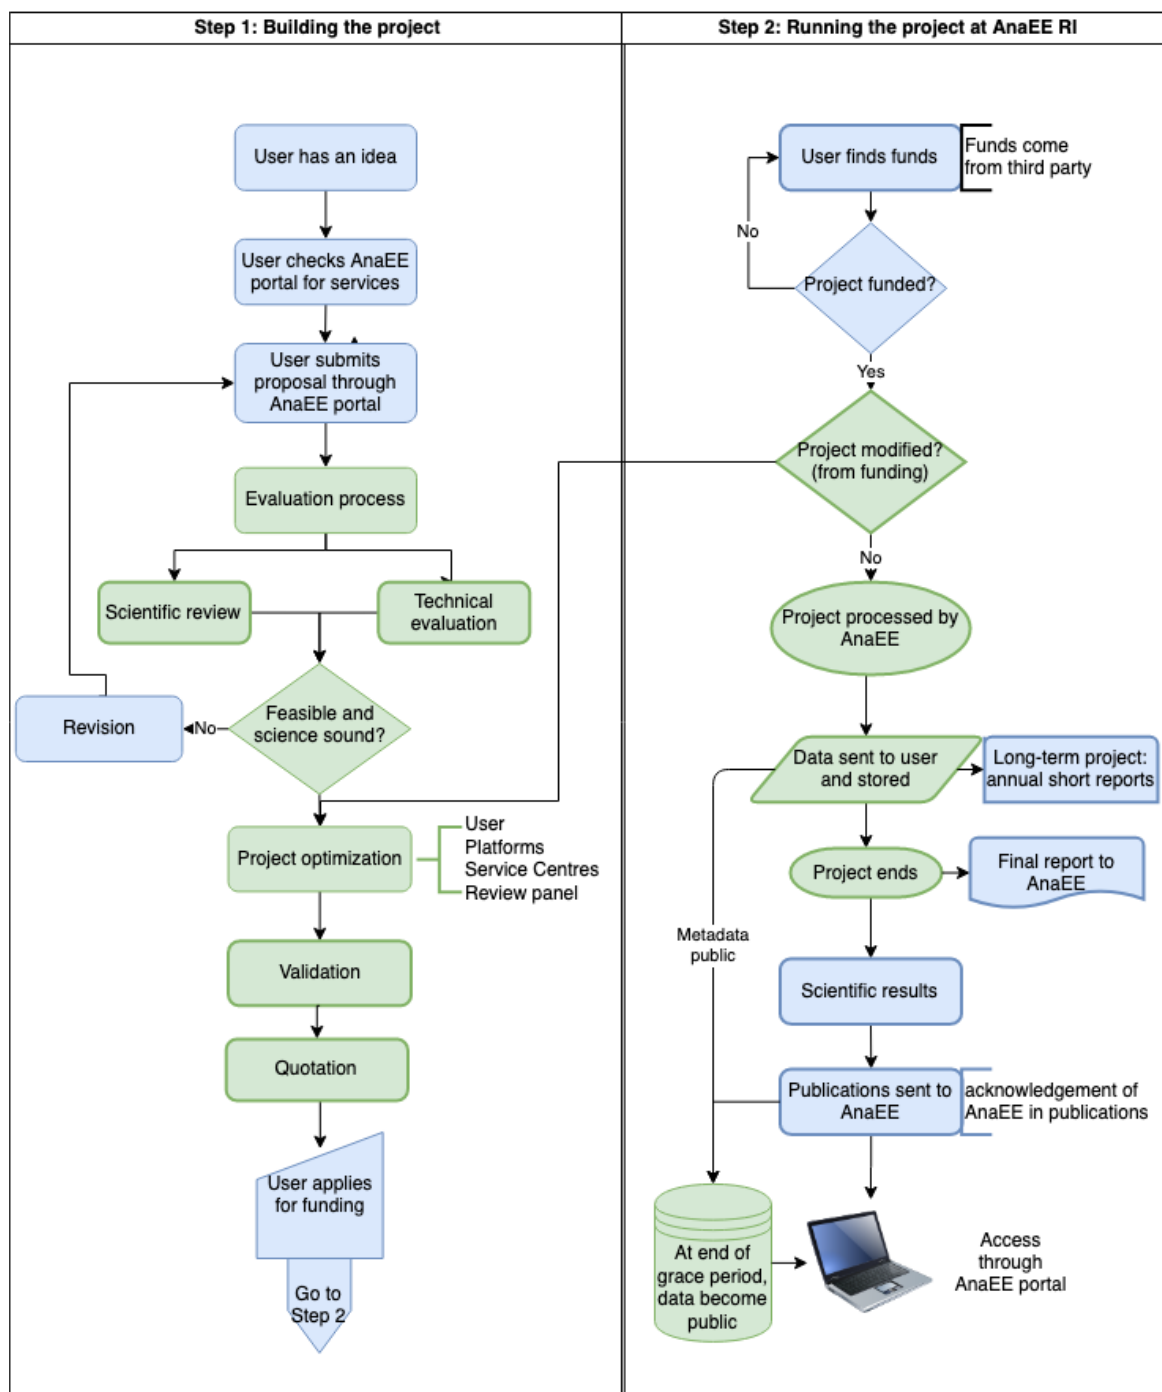 Step 1: Building the project
User has an idea
User checks AnaEE
portal for services
User submits
proposal through
AnaEE portal
Evaluation process
Scientific review
Technical
evaluation
Feasible and
science sound?
No
Revision
Project optimization
User
Platforms
Service Centres
Review panel
Validation
Quotation
User applies
for funding
Go to
Step 2
Step 2: Running the project at AnaEE RI
User finds funds
Funds come
from third party
No
Project funded?
Yes
Project modified?
(from funding)
No
Project processed by
AnaEE
Data sent to user
and stored
Long-term project:
annual short reports
Project ends
Final report to
AnaEE
Metadata
public
Scientific results
Publications sent to
AnaEE
acknowledgement of
AnaEE in publications
At end of
grace period,
data become
public
Access
through
AnaEE portal